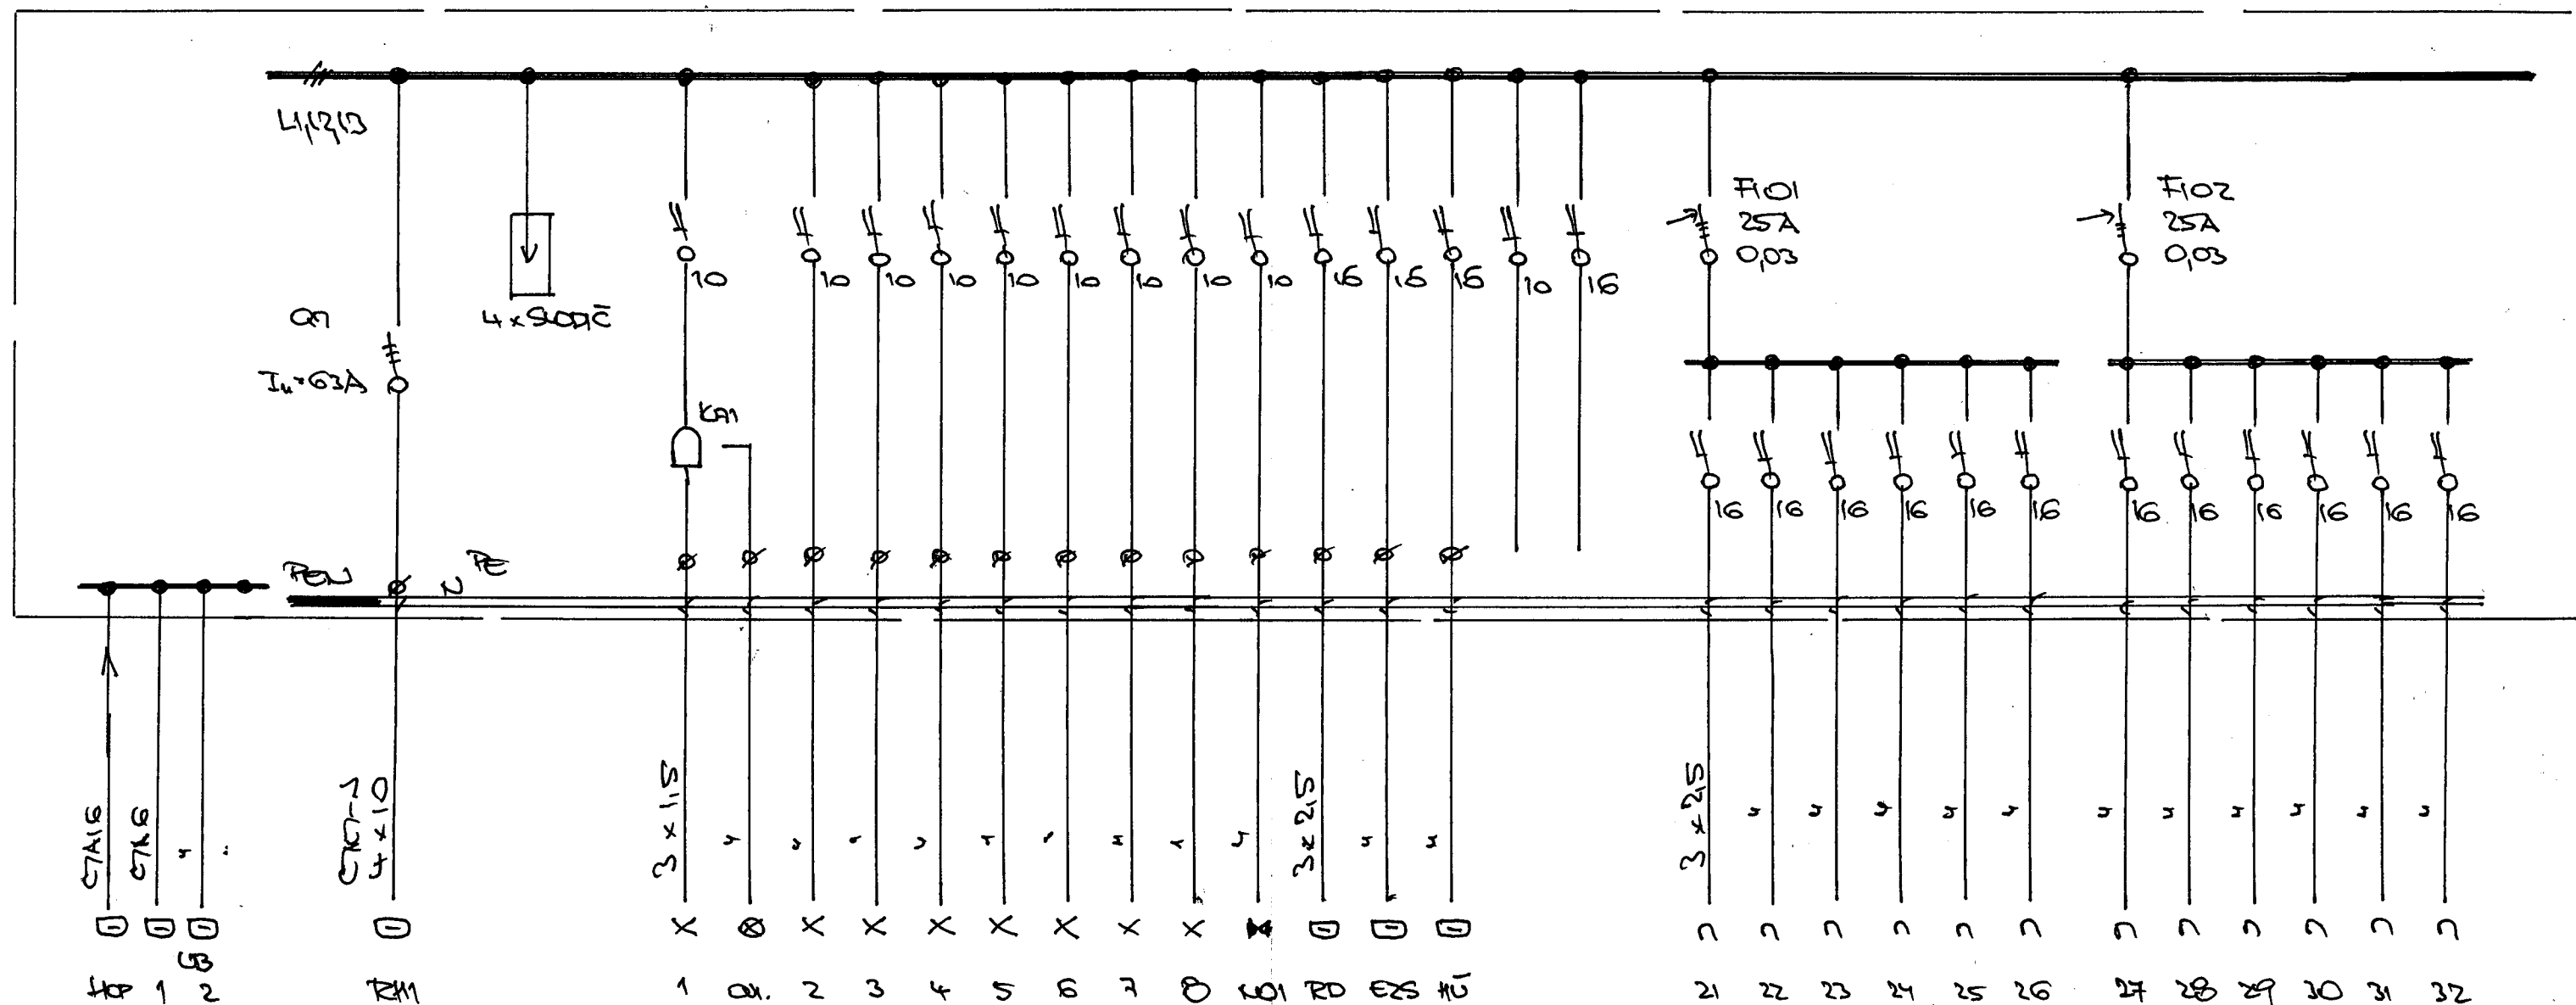 L1,L2,L3
F101
25A
0,03
F102
25A
0,03
10 10 10 10 10 10 10 10 10 16 16 16 10 16
4 x SVODIČ
Q1
In=63A
KA1
16 16 16 16 16 16 16 16 16 16 16 16
PEN
N
PE
CYA16
CYA6
"
CYKY-J
4 x 10
3 x 1,5
" " " " " " " " "
3 x 2,5
" "
3 x 2,5
" " " " " " " " " " "
HOP 1 2
RH1
1 2 3 4 5 6 7 8 NO1 RD EZS
21 22 23 24 25 26 27 28 29 30 31 32